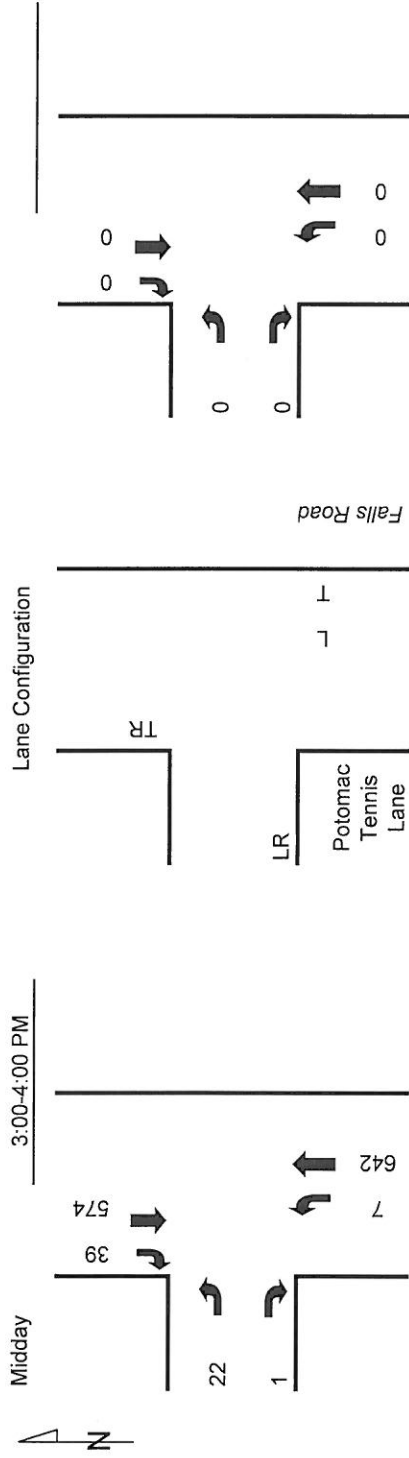 N
Midday
3:00-4:00 PM
39
574
22
1
7
642
Lane Configuration
TR
LR
L
T
Potomac
Tennis
Lane
Falls Road
0
0
0
0
0
0